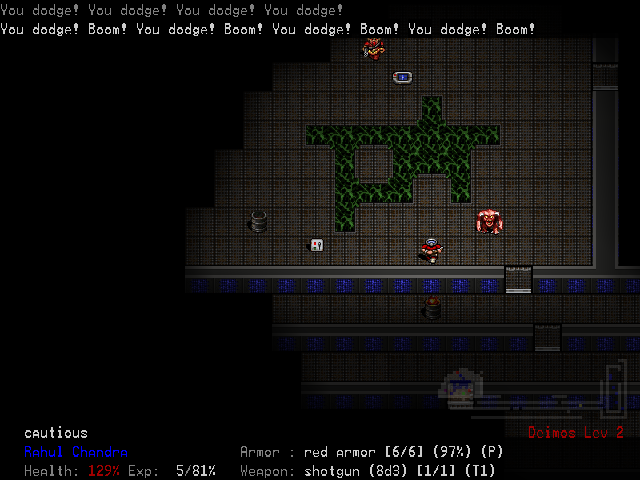 You dodge! You dodge! You dodge! You dodge!
You dodge! Boom! You dodge! Boom! You dodge! Boom! You dodge! Boom!
cautious
Deimos Lev 2
Rahul Chandra
Armor : red armor [6/6] (97%) (P)
Health: 129% Exp: 5/81%
Weapon: shotgun (8d3) [1/1] (T1)